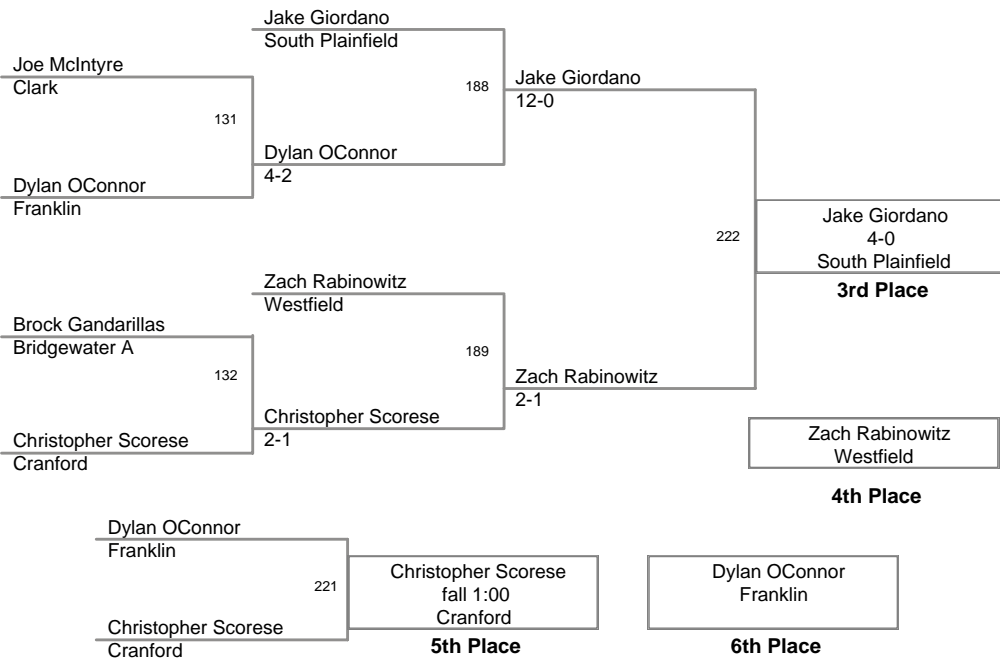 Jake Giordano
South Plainfield
Joe McIntyre
Clark
188
Jake Giordano
12-0
131
Dylan OConnor
4-2
Dylan OConnor
Franklin
222
Jake Giordano
4-0
South Plainfield
3rd Place
Zach Rabinowitz
Westfield
Brock Gandarillas
Bridgewater A
189
132
Zach Rabinowitz
2-1
Christopher Scorese
2-1
Christopher Scorese
Cranford
Zach Rabinowitz
Westfield
4th Place
Dylan OConnor
Franklin
221
Christopher Scorese
fall 1:00
Cranford
5th Place
Dylan OConnor
Franklin
6th Place
Christopher Scorese
Cranford